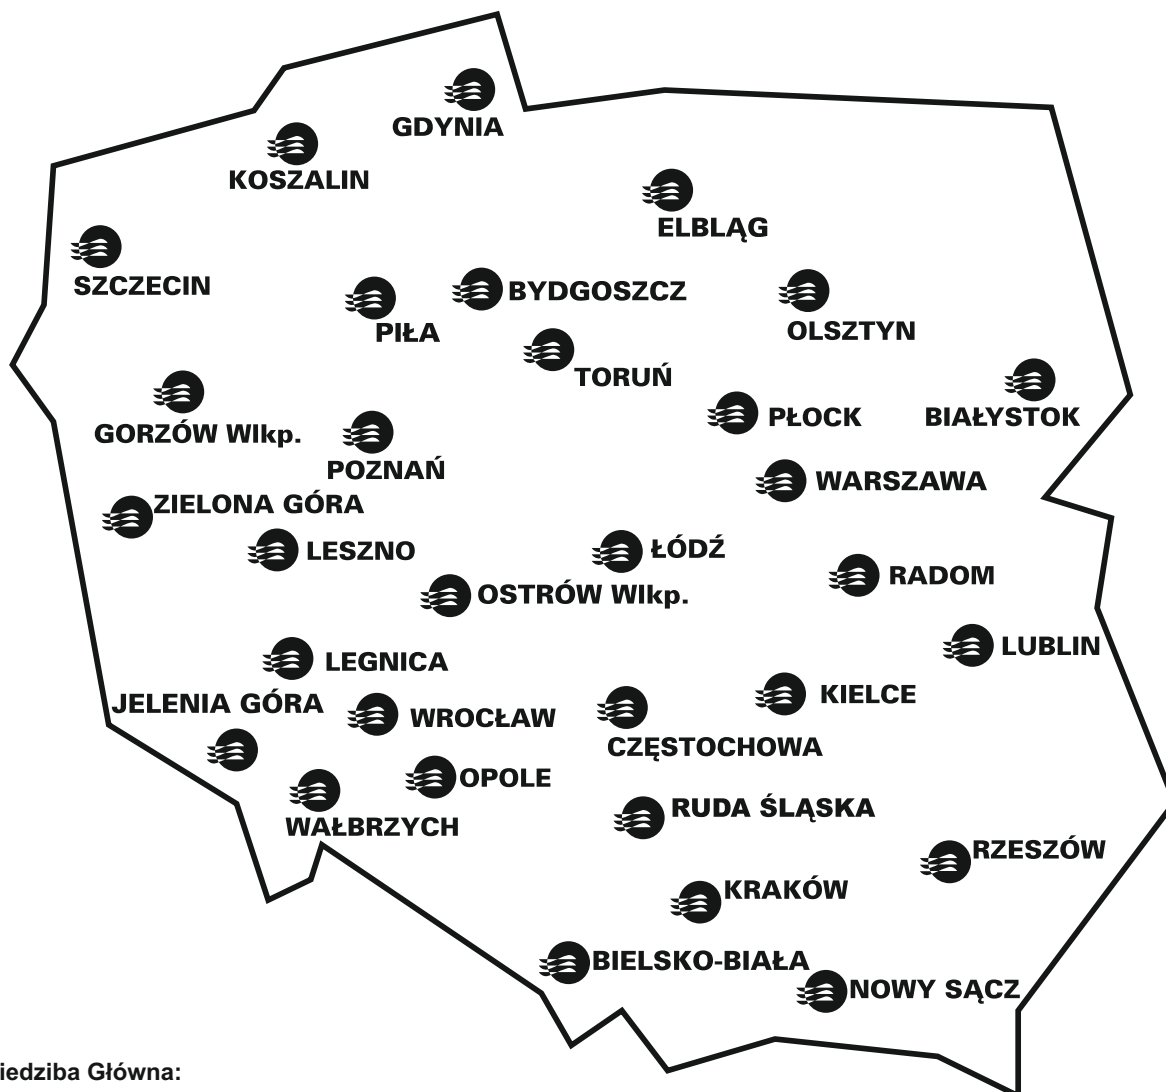 GDYNIA
KOSZALIN
ELBLĄG
SZCZECIN
BYDGOSZCZ
PIŁA
OLSZTYN
TORUŃ
PŁOCK
BIAŁYSTOK
GORZÓW Wlkp.
POZNAŃ
WARSZAWA
ZIELONA GÓRA
LESZNO
ŁÓDŹ
RADOM
OSTRÓW Wlkp.
LUBLIN
LEGNICA
KIELCE
JELENIA GÓRA
WROCŁAW
CZĘSTOCHOWA
OPOLE
RUDA ŚLĄSKA
WAŁBRZYCH
RZESZÓW
KRAKÓW
BIELSKO-BIAŁA
NOWY SĄCZ
iedziba Główna: